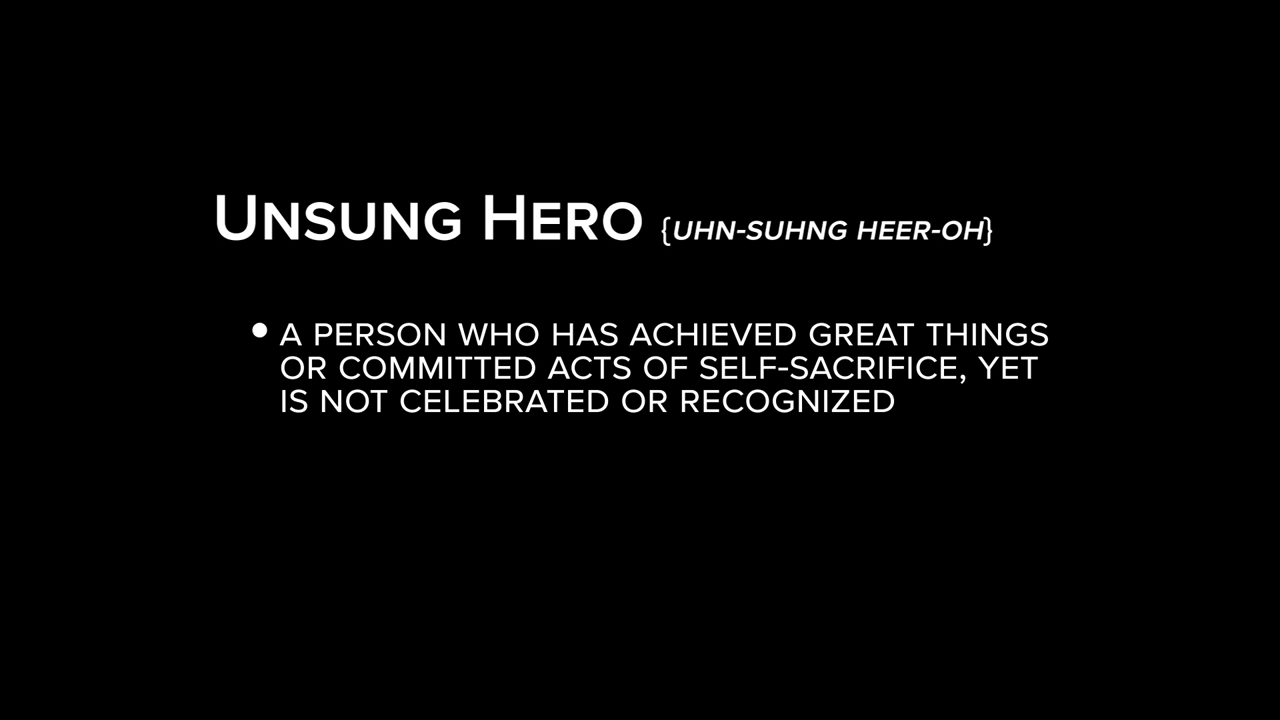 Unsung Hero {uhn-suhng heer-oh}
• a person who has achieved great things
or committed acts of self-sacrifice, yet
is not celebrated or recognized